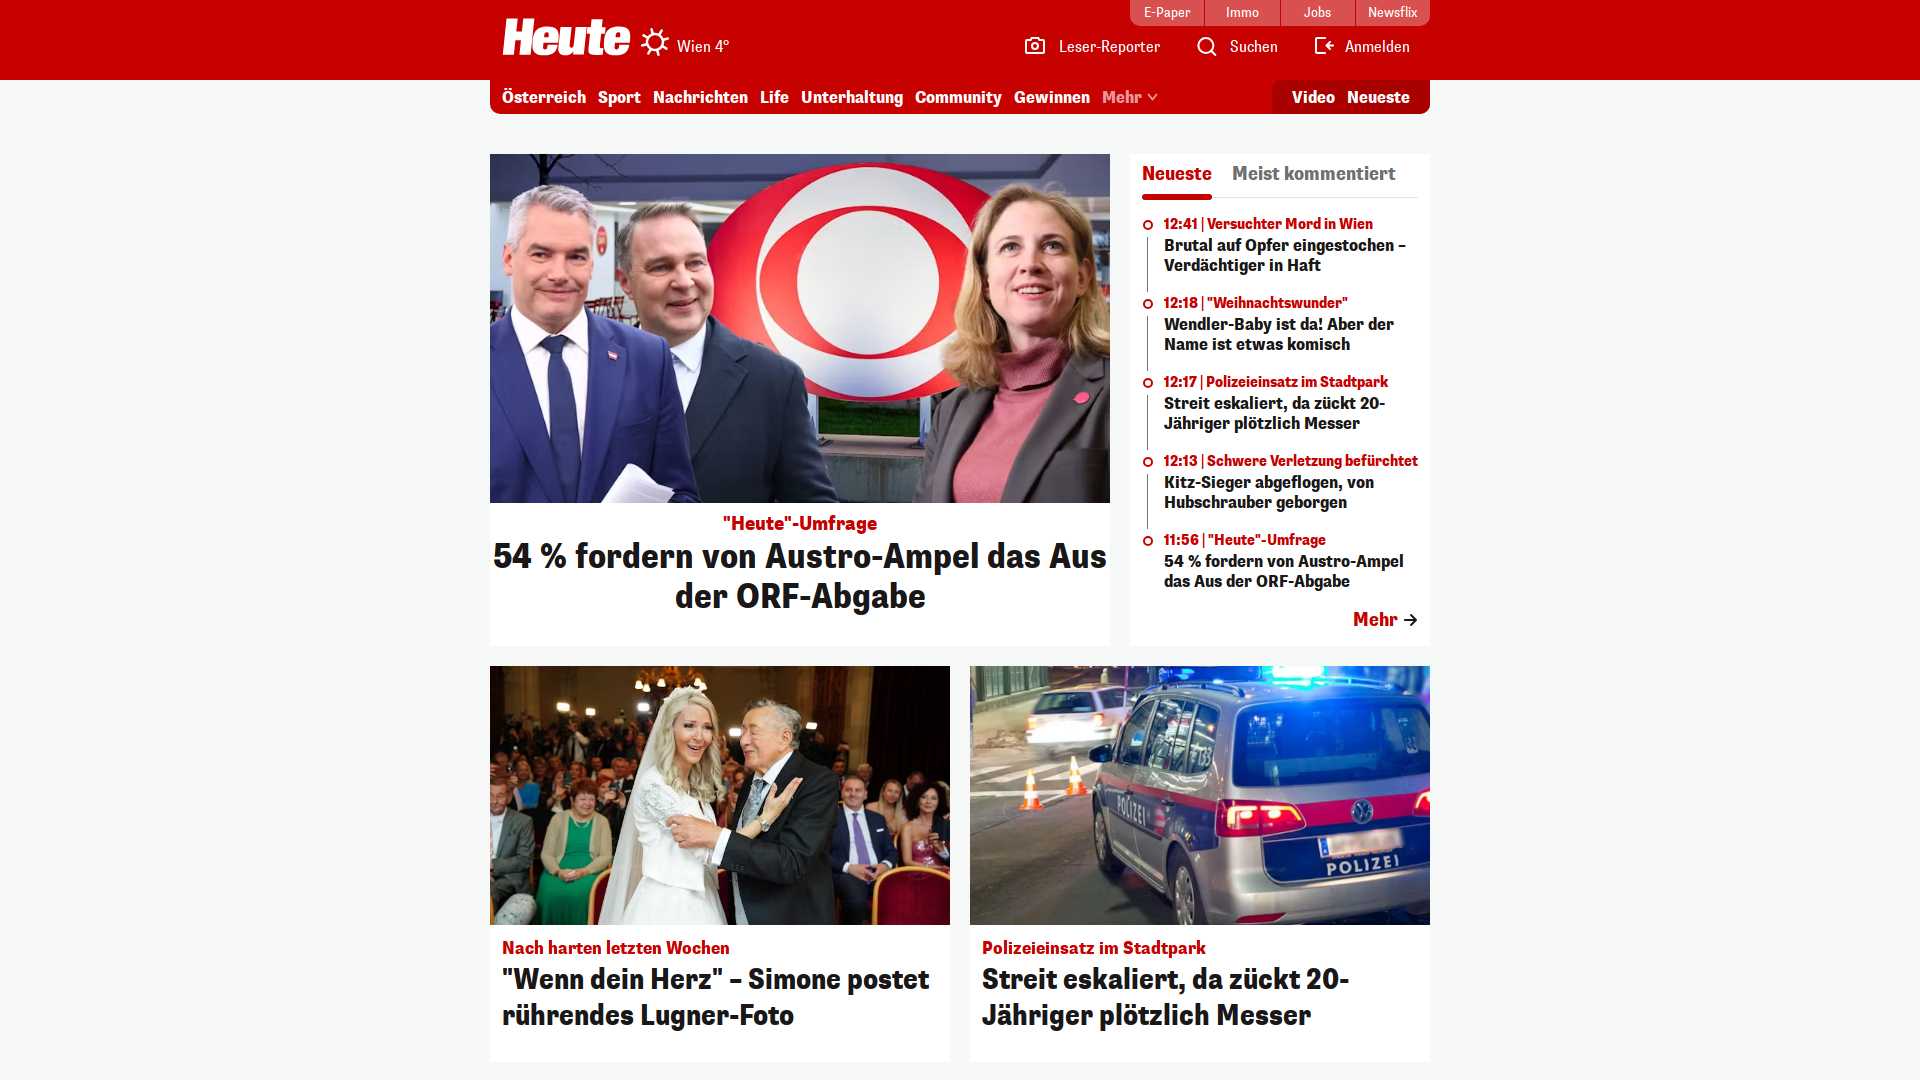 E-Paper
Immo
Jobs
Newsflix
Heute
Wien 4°
Leser-Reporter
Suchen
Anmelden
Österreich
Sport
Nachrichten
Life
Unterhaltung
Community
Gewinnen
Mehr
Video
Neueste
"Heute"-Umfrage
54 % fordern von Austro-Ampel das Aus
der ORF-Abgabe
Neueste
Meist kommentiert
12:41 | Versuchter Mord in Wien
Brutal auf Opfer eingestochen –
Verdächtiger in Haft
12:18 | "Weihnachtswunder"
Wendler-Baby ist da! Aber der
Name ist etwas komisch
12:17 | Polizeieinsatz im Stadtpark
Streit eskaliert, da zückt 20-
Jähriger plötzlich Messer
12:13 | Schwere Verletzung befürchtet
Kitz-Sieger abgeflogen, von
Hubschrauber geborgen
11:56 | "Heute"-Umfrage
54 % fordern von Austro-Ampel
das Aus der ORF-Abgabe
Mehr
Nach harten letzten Wochen
"Wenn dein Herz" – Simone postet
rührendes Lugner-Foto
POLIZEI
POLIZEI
Polizeieinsatz im Stadtpark
Streit eskaliert, da zückt 20-
Jähriger plötzlich Messer